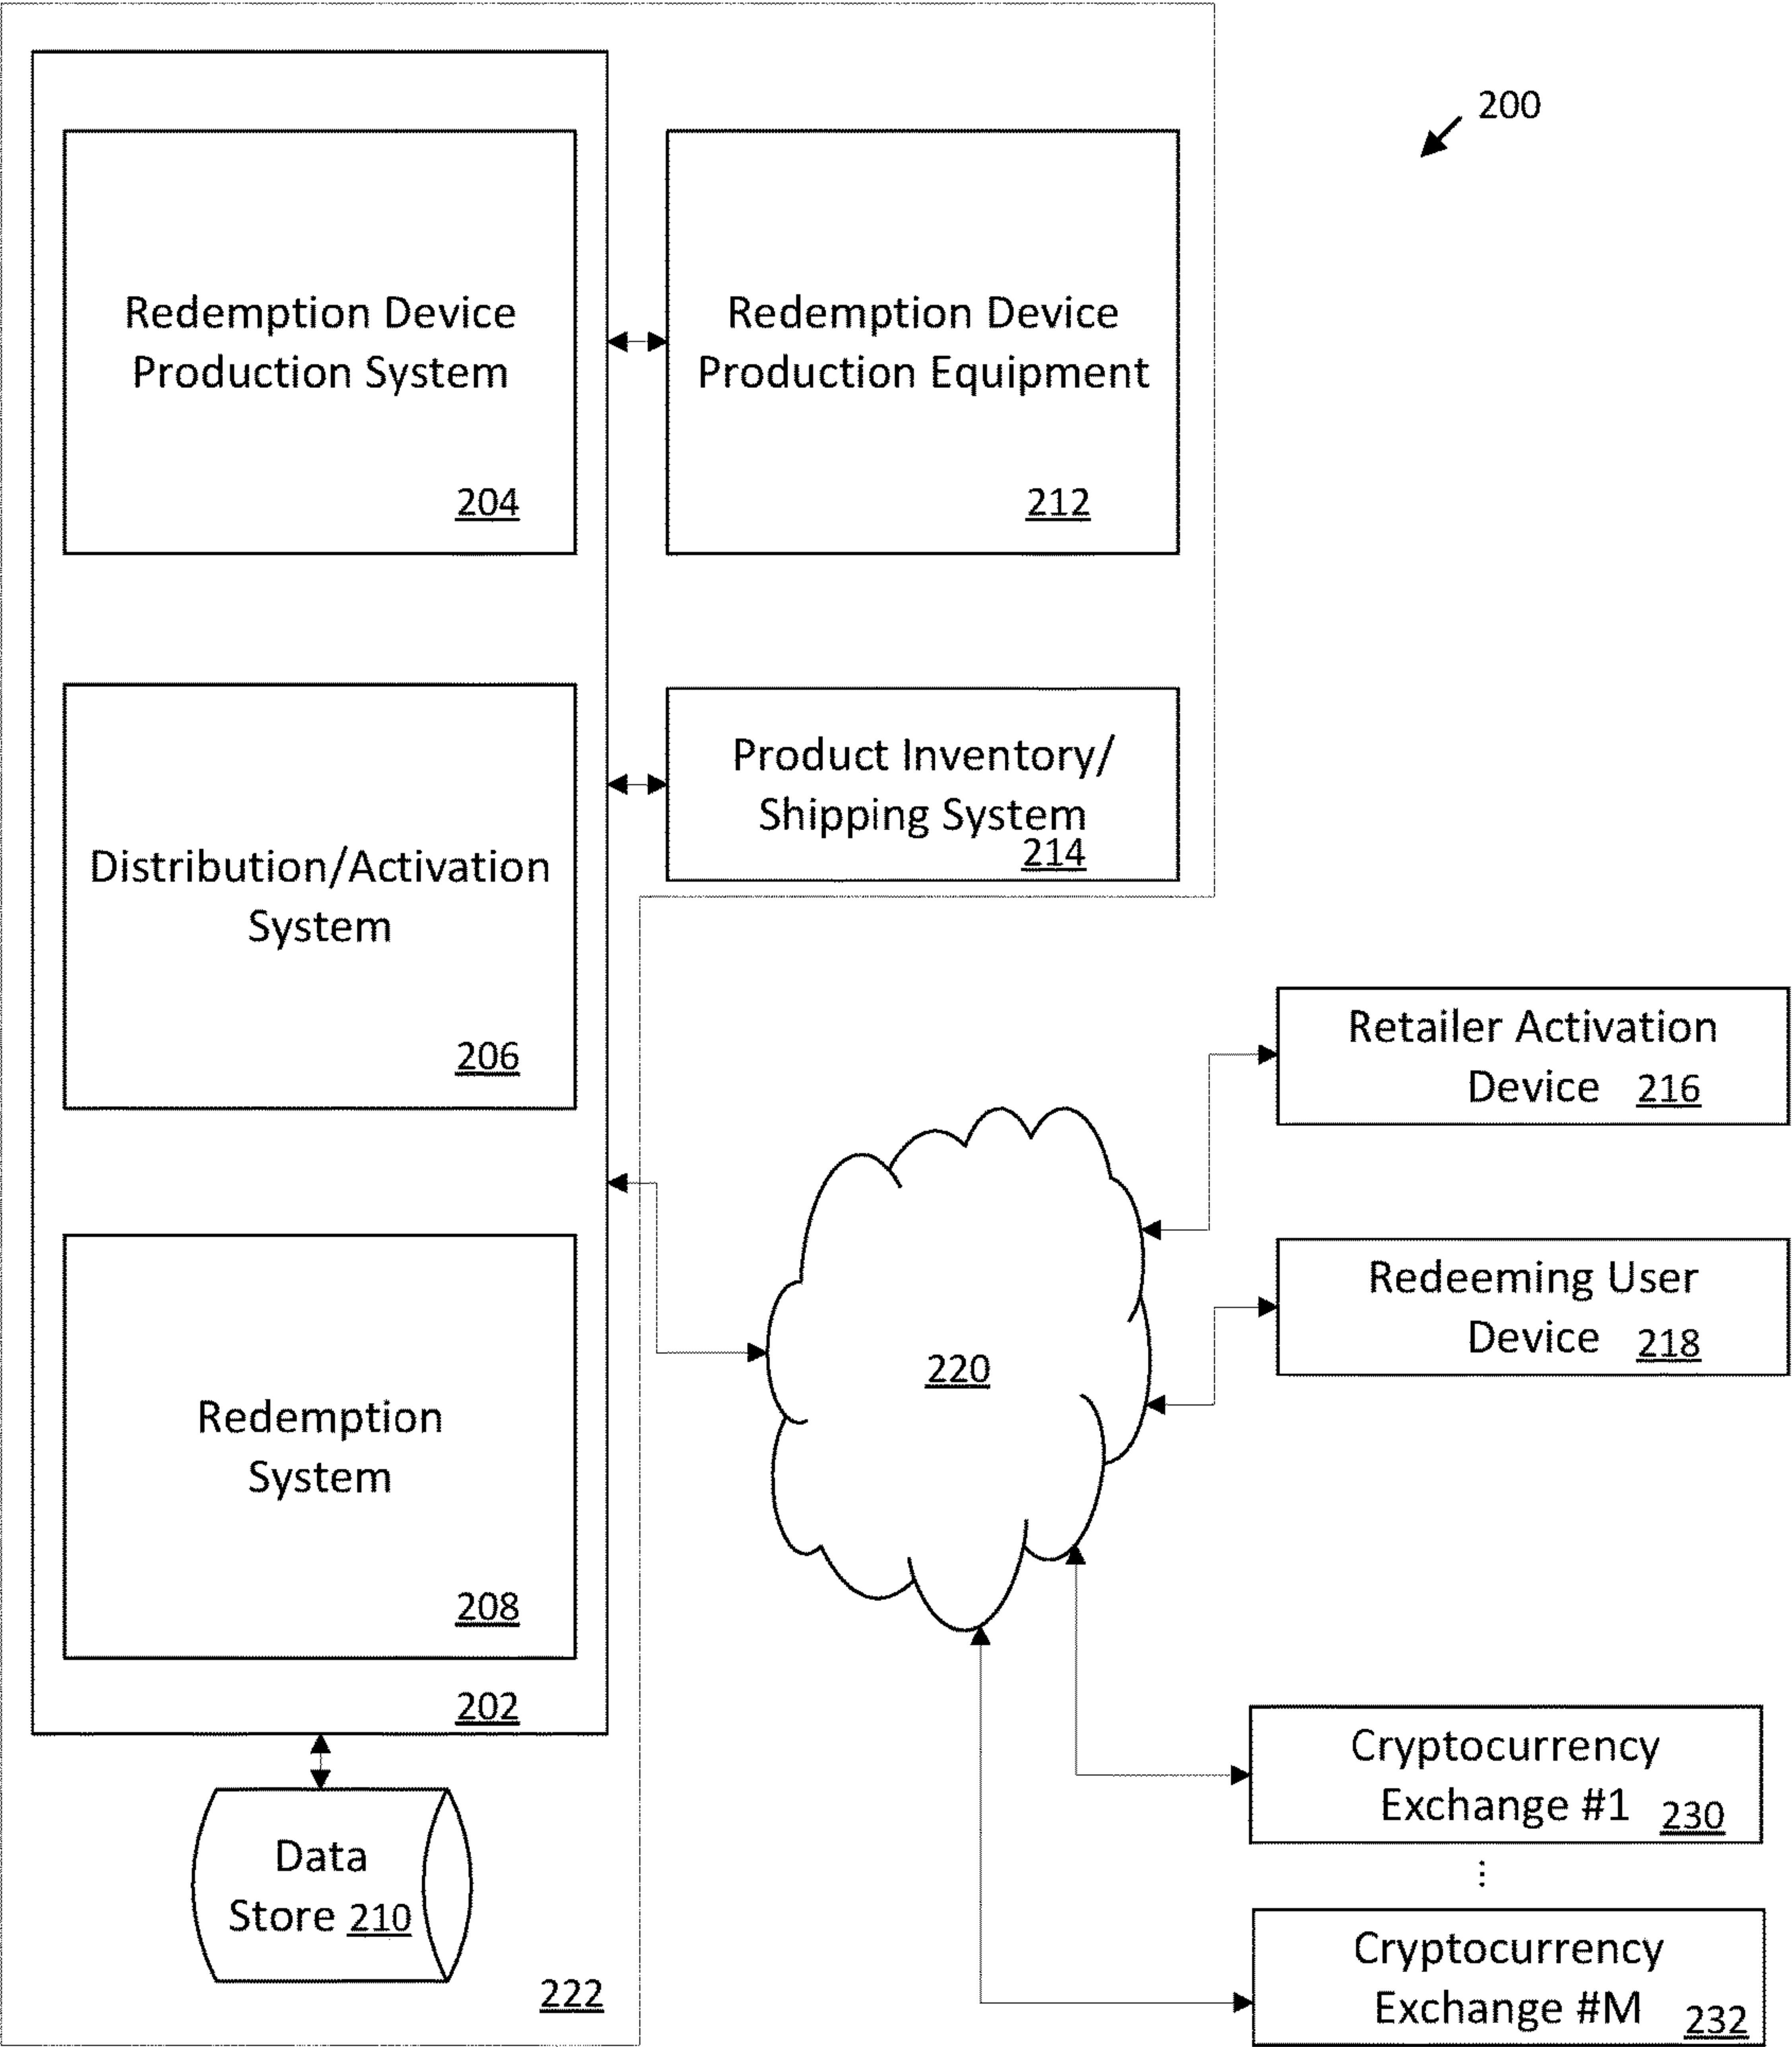 200
Redemption Device
Production System
204
Redemption Device
Production Equipment
212
Distribution/Activation
System
206
Product Inventory/
Shipping System
214
Redemption
System
208
202
Data
Store 210
222
220
Retailer Activation
Device 216
Redeeming User
Device 218
Cryptocurrency
Exchange #1 230
...
Cryptocurrency
Exchange #M 232